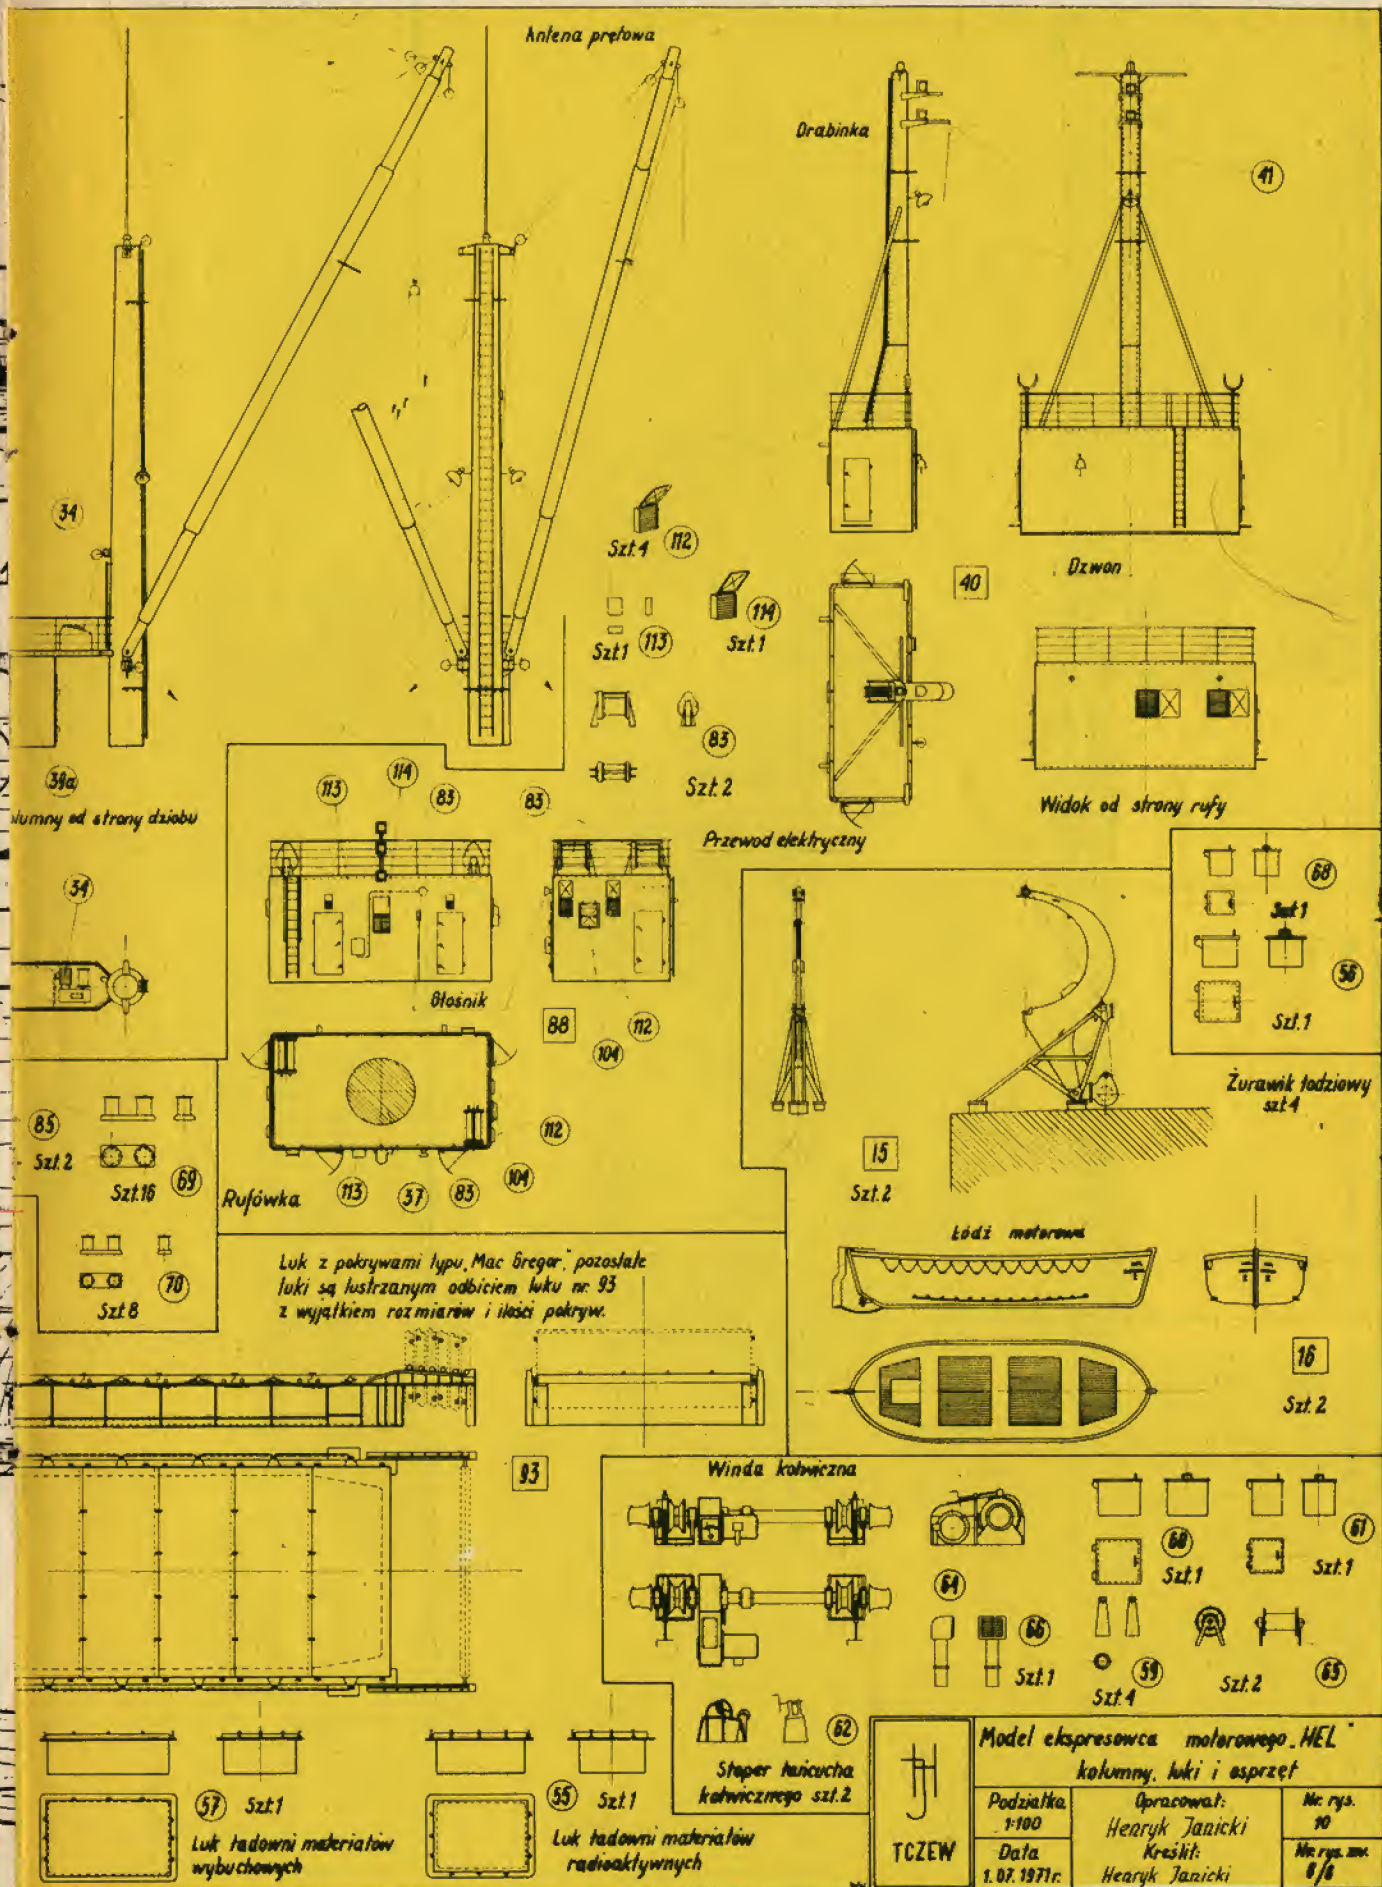 Antena prętowa
Drabinka
41
34
Szt.4
112
40
Dzwon
114
Szt.1
113
Szt.1
83
Szt.2
39a
od strony dziobu
113
114
83
83
Przewod elektryczny
Widok od strony rufy
34
68
Szt.1
56
Szt.1
Głośnik
88
112
104
Żurawik łodziowy
szt 4
85
Szt.2
Szt.16
69
112
104
15
Szt.2
Rufówka
113
37
83
Łódź motorowa
70
Szt.8
Luk z pokrywami typu „Mac Gregor”, pozostałe
luki są lustrzanym odbiciem luku nr 93
z wyjątkiem rozmiarów i ilości pokryw.
16
Szt.2
93
Winda kotwiczna
64
60
Szt.1
61
Szt.1
66
Szt.1
59
Szt.4
Szt.2
65
62
Stoper łańcucha
kotwicznego szt.2
57
Szt.1
Luk ładowni materiałów
wybuchowych
55
Szt.1
Luk ładowni materiałów
radioaktywnych
TCZEW
Model ekspresowca motorowego „HEL”
kolumny, luki i osprzęt
Podziałka
1:100
Opracował:
Henryk Janicki
Nr. rys.
10
Data
1.07.1971r.
Kreślił:
Henryk Janicki
Nr. rys. zw.